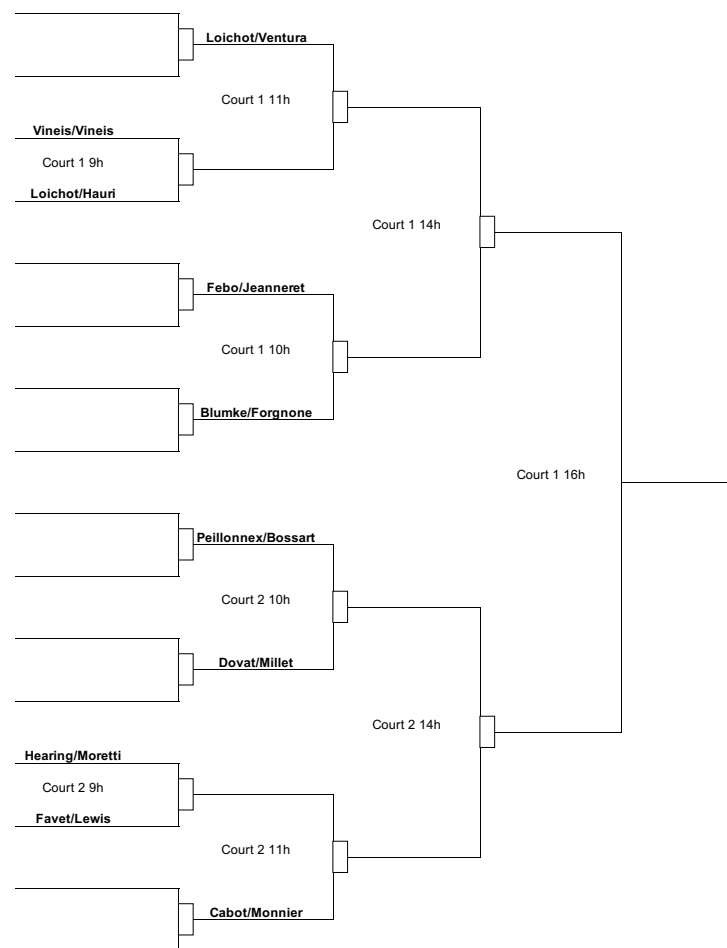 Loichot/Ventura
Court 1 11h
Vineis/Vineis
Court 1 9h
Loichot/Hauri
Court 1 14h
Febo/Jeanneret
Court 1 10h
Blumke/Forgnone
Court 1 16h
Peillonnex/Bossart
Court 2 10h
Dovat/Millet
Court 2 14h
Hearing/Moretti
Court 2 9h
Favet/Lewis
Court 2 11h
Cabot/Monnier